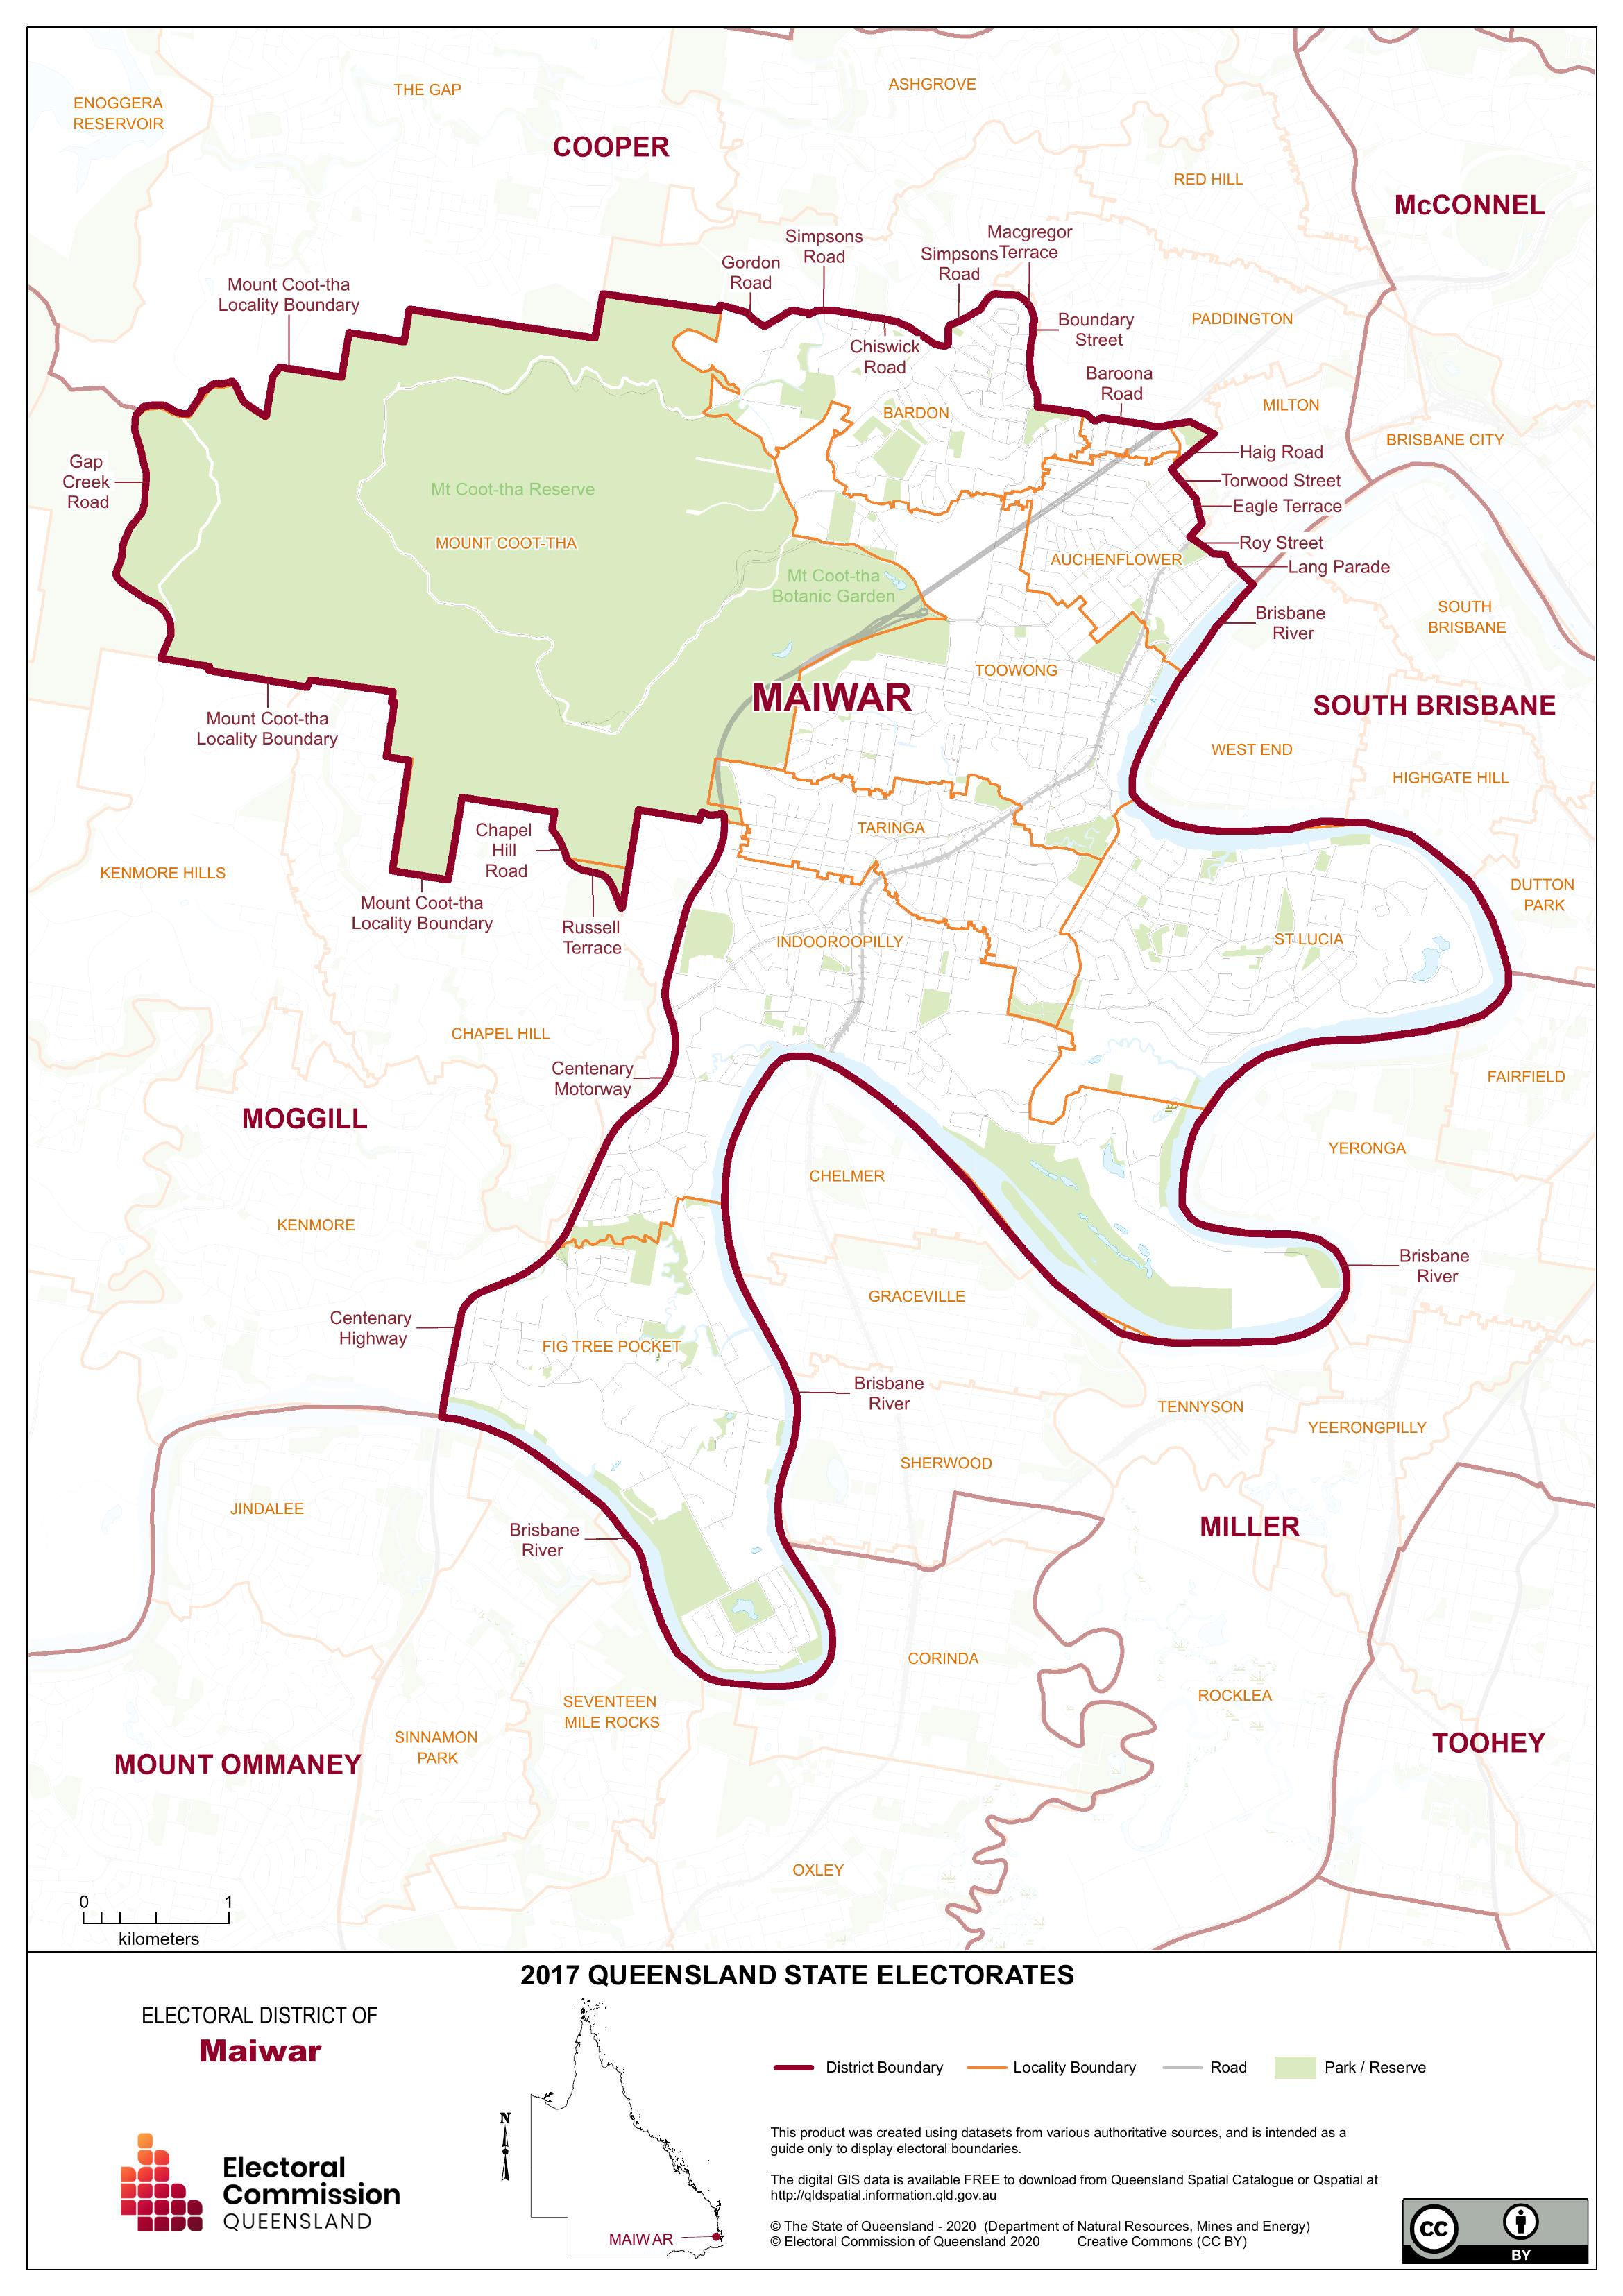 ENOGGERA
RESERVOIR
THE GAP
ASHGROVE
COOPER
RED HILL
McCONNEL
Mount Coot-tha
Locality Boundary
Gordon
Road
Simpsons
Road
Simpsons
Road
Macgregor
Terrace
Boundary
Street
PADDINGTON
Chiswick
Road
Baroona
Road
BARDON
MILTON
BRISBANE CITY
Gap
Creek
Road
Haig Road
Torwood Street
Eagle Terrace
Roy Street
Lang Parade
Mt Coot-tha Reserve
MOUNT COOT-THA
Mt Coot-tha
Botanic Garden
AUCHENFLOWER
Brisbane
River
SOUTH
BRISBANE
TOOWONG
MAIWAR
SOUTH BRISBANE
Mount Coot-tha
Locality Boundary
WEST END
HIGHGATE HILL
Chapel
Hill
Road
TARINGA
KENMORE HILLS
Mount Coot-tha
Locality Boundary
Russell
Terrace
DUTTON
PARK
INDOOROOPILLY
ST LUCIA
CHAPEL HILL
Centenary
Motorway
FAIRFIELD
MOGGILL
YERONGA
CHELMER
KENMORE
Brisbane
River
GRACEVILLE
Centenary
Highway
FIG TREE POCKET
Brisbane
River
TENNYSON
YEERONGPILLY
SHERWOOD
JINDALEE
Brisbane
River
MILLER
CORINDA
ROCKLEA
SEVENTEEN
MILE ROCKS
SINNAMON
PARK
TOOHEY
MOUNT OMMANEY
OXLEY
0 1
kilometers
2017 QUEENSLAND STATE ELECTORATES
ELECTORAL DISTRICT OF
Maiwar
Electoral
Commission
QUEENSLAND
N
MAIWAR
District Boundary
Locality Boundary
Road
Park / Reserve
This product was created using datasets from various authoritative sources, and is intended as a
guide only to display electoral boundaries.
The digital GIS data is available FREE to download from Queensland Spatial Catalogue or Qspatial at
http://qldspatial.information.qld.gov.au
© The State of Queensland - 2020 (Department of Natural Resources, Mines and Energy)
© Electoral Commission of Queensland 2020 Creative Commons (CC BY)
cc
BY